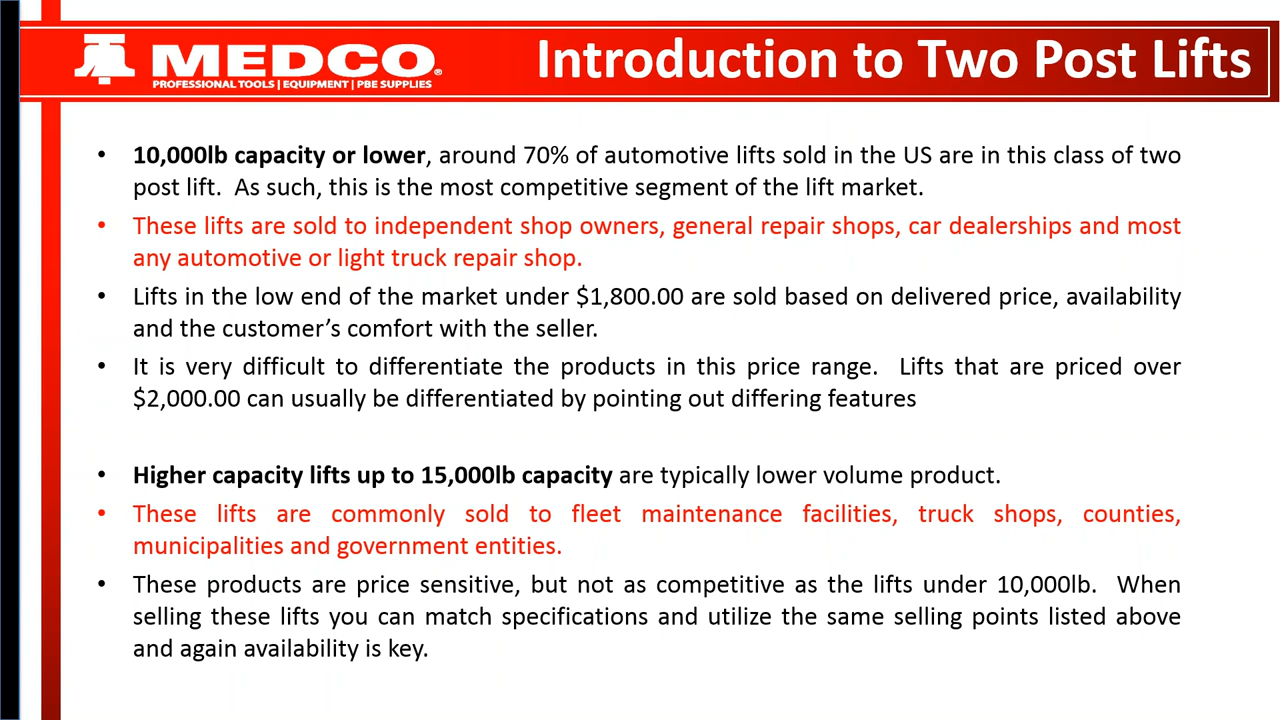 MEDCO®
PROFESSIONAL TOOLS | EQUIPMENT | PBE SUPPLIES
Introduction to Two Post Lifts
• 10,000lb capacity or lower, around 70% of automotive lifts sold in the US are in this class of two
post lift. As such, this is the most competitive segment of the lift market.
• These lifts are sold to independent shop owners, general repair shops, car dealerships and most
any automotive or light truck repair shop.
• Lifts in the low end of the market under $1,800.00 are sold based on delivered price, availability
and the customer’s comfort with the seller.
• It is very difficult to differentiate the products in this price range. Lifts that are priced over
$2,000.00 can usually be differentiated by pointing out differing features
• Higher capacity lifts up to 15,000lb capacity are typically lower volume product.
• These lifts are commonly sold to fleet maintenance facilities, truck shops, counties,
municipalities and government entities.
• These products are price sensitive, but not as competitive as the lifts under 10,000lb. When
selling these lifts you can match specifications and utilize the same selling points listed above
and again availability is key.